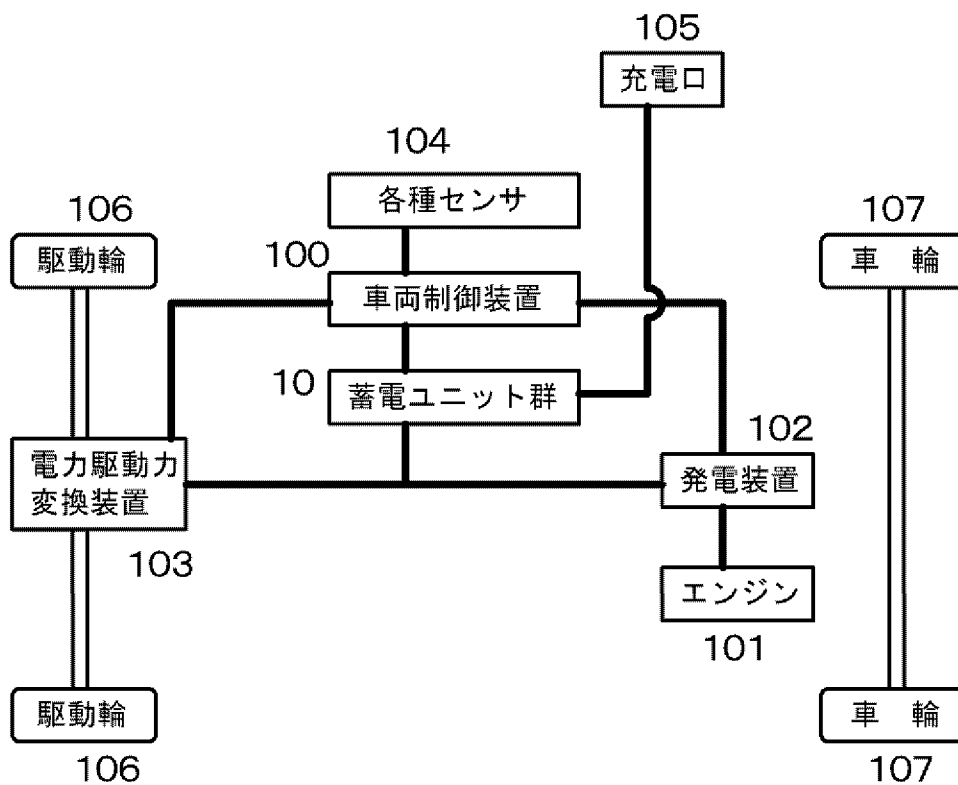 105
充電口
104
各種センサ
106
駆動輪
107
車　輪
100
車両制御装置
10
蓄電ユニット群
102
電力駆動力
変換装置
発電装置
103
エンジン
101
駆動輪
106
車　輪
107